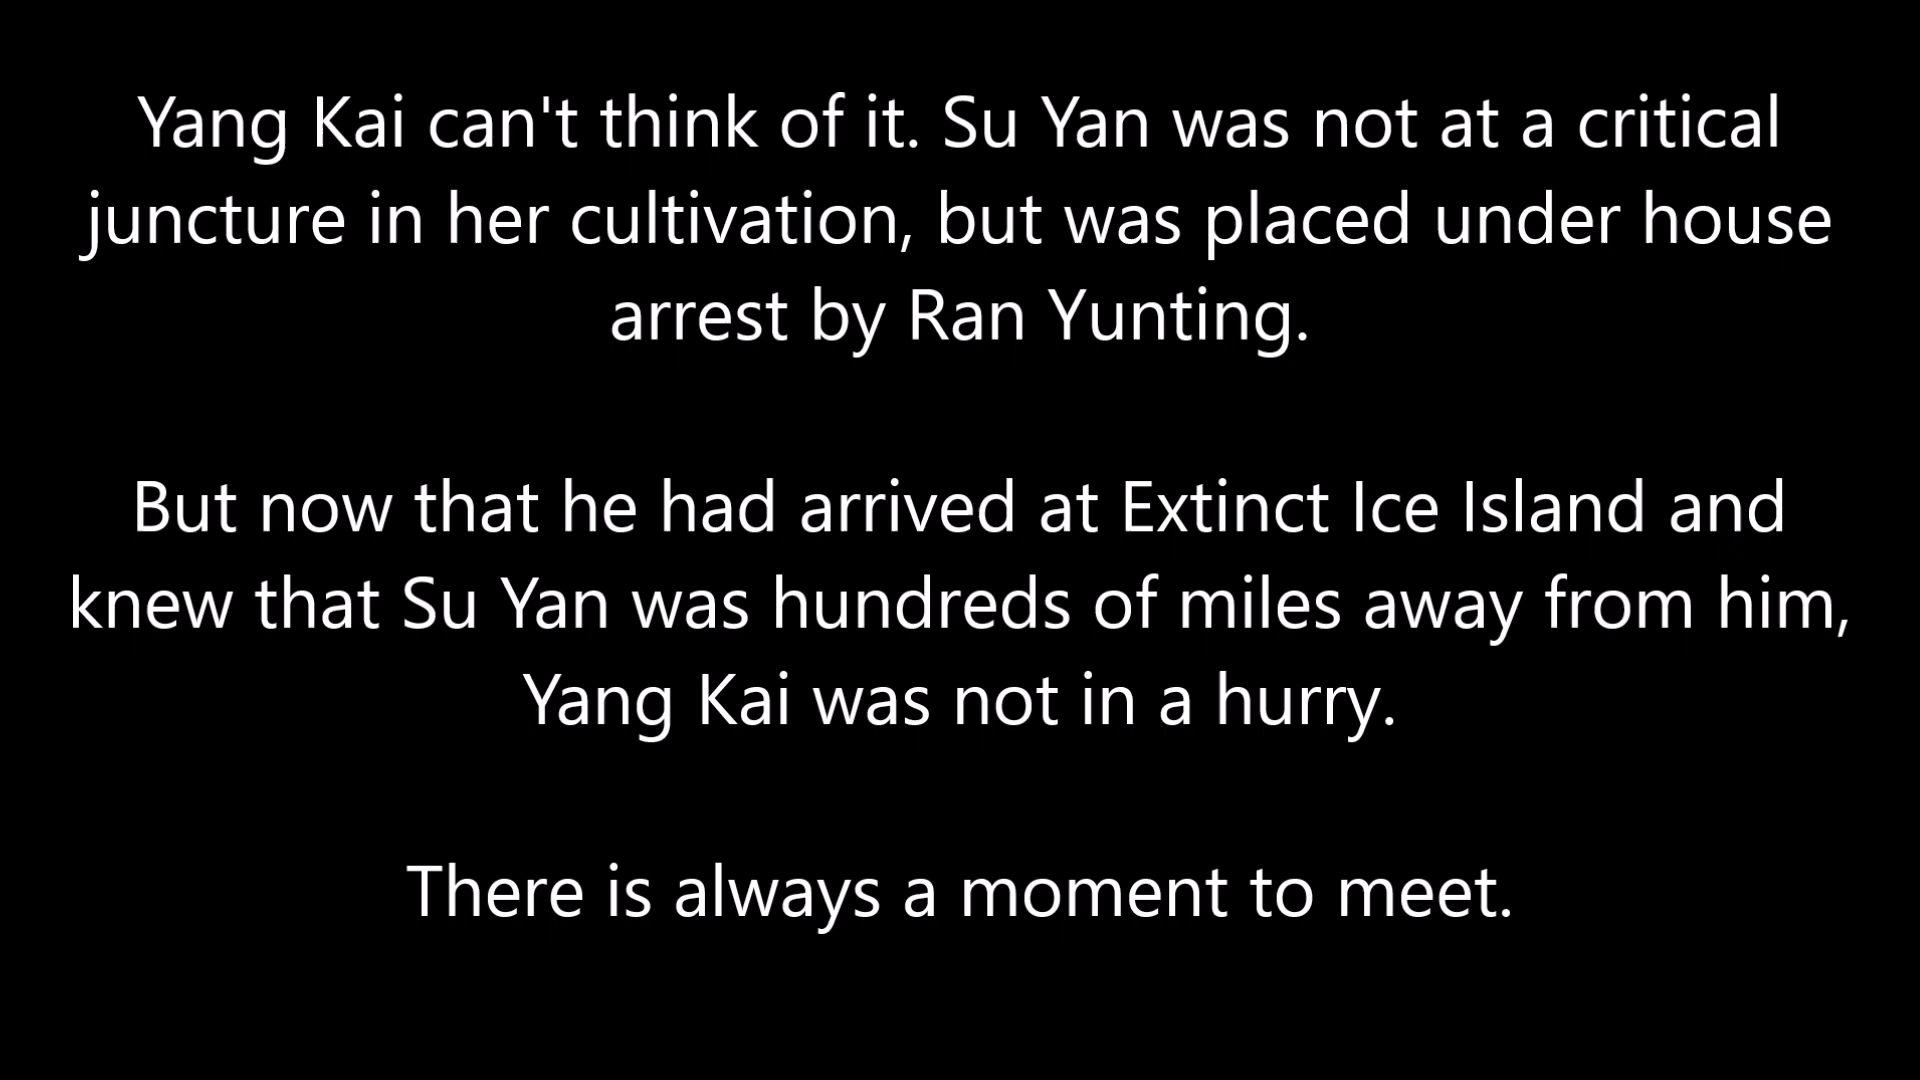 Yang Kai can't think of it. Su Yan was not at a critical
juncture in her cultivation, but was placed under house
arrest by Ran Yunting.
But now that he had arrived at Extinct Ice Island and
knew that Su Yan was hundreds of miles away from him,
Yang Kai was not in a hurry.
There is always a moment to meet.